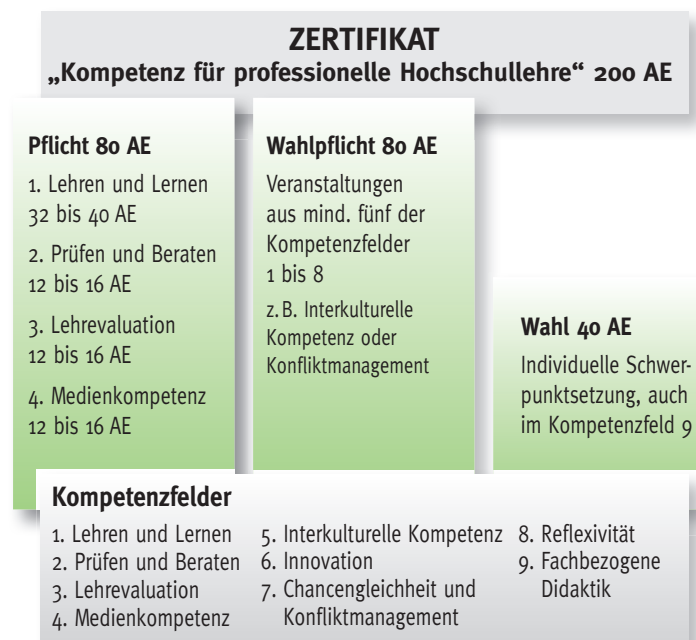 ZERTIFIKAT
„Kompetenz für professionelle Hochschullehre“ 200 AE
Pflicht 80 AE
1. Lehren und Lernen
32 bis 40 AE
2. Prüfen und Beraten
12 bis 16 AE
3. Lehrevaluation
12 bis 16 AE
4. Medienkompetenz
12 bis 16 AE
Wahlpflicht 80 AE
Veranstaltungen
aus mind. fünf der
Kompetenzfelder
1 bis 8
z. B. Interkulturelle
Kompetenz oder
Konfliktmanagement
Wahl 40 AE
Individuelle Schwer-
punktsetzung, auch
im Kompetenzfeld 9
Kompetenzfelder
1. Lehren und Lernen
2. Prüfen und Beraten
3. Lehrevaluation
4. Medienkompetenz
5. Interkulturelle Kompetenz
6. Innovation
7. Chancengleichheit und
Konfliktmanagement
8. Reflexivität
9. Fachbezogene
Didaktik